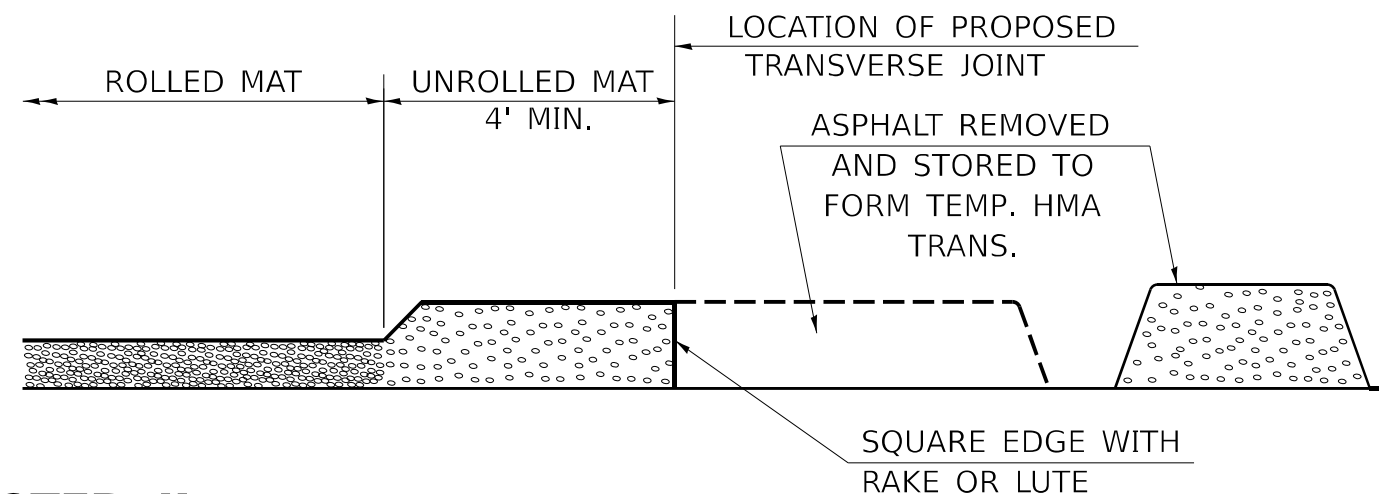 LOCATION OF PROPOSED
TRANSVERSE JOINT
ROLLED MAT
UNROLLED MAT
4' MIN.
ASPHALT REMOVED
AND STORED TO
FORM TEMP. HMA
TRANS.
SQUARE EDGE WITH
RAKE OR LUTE